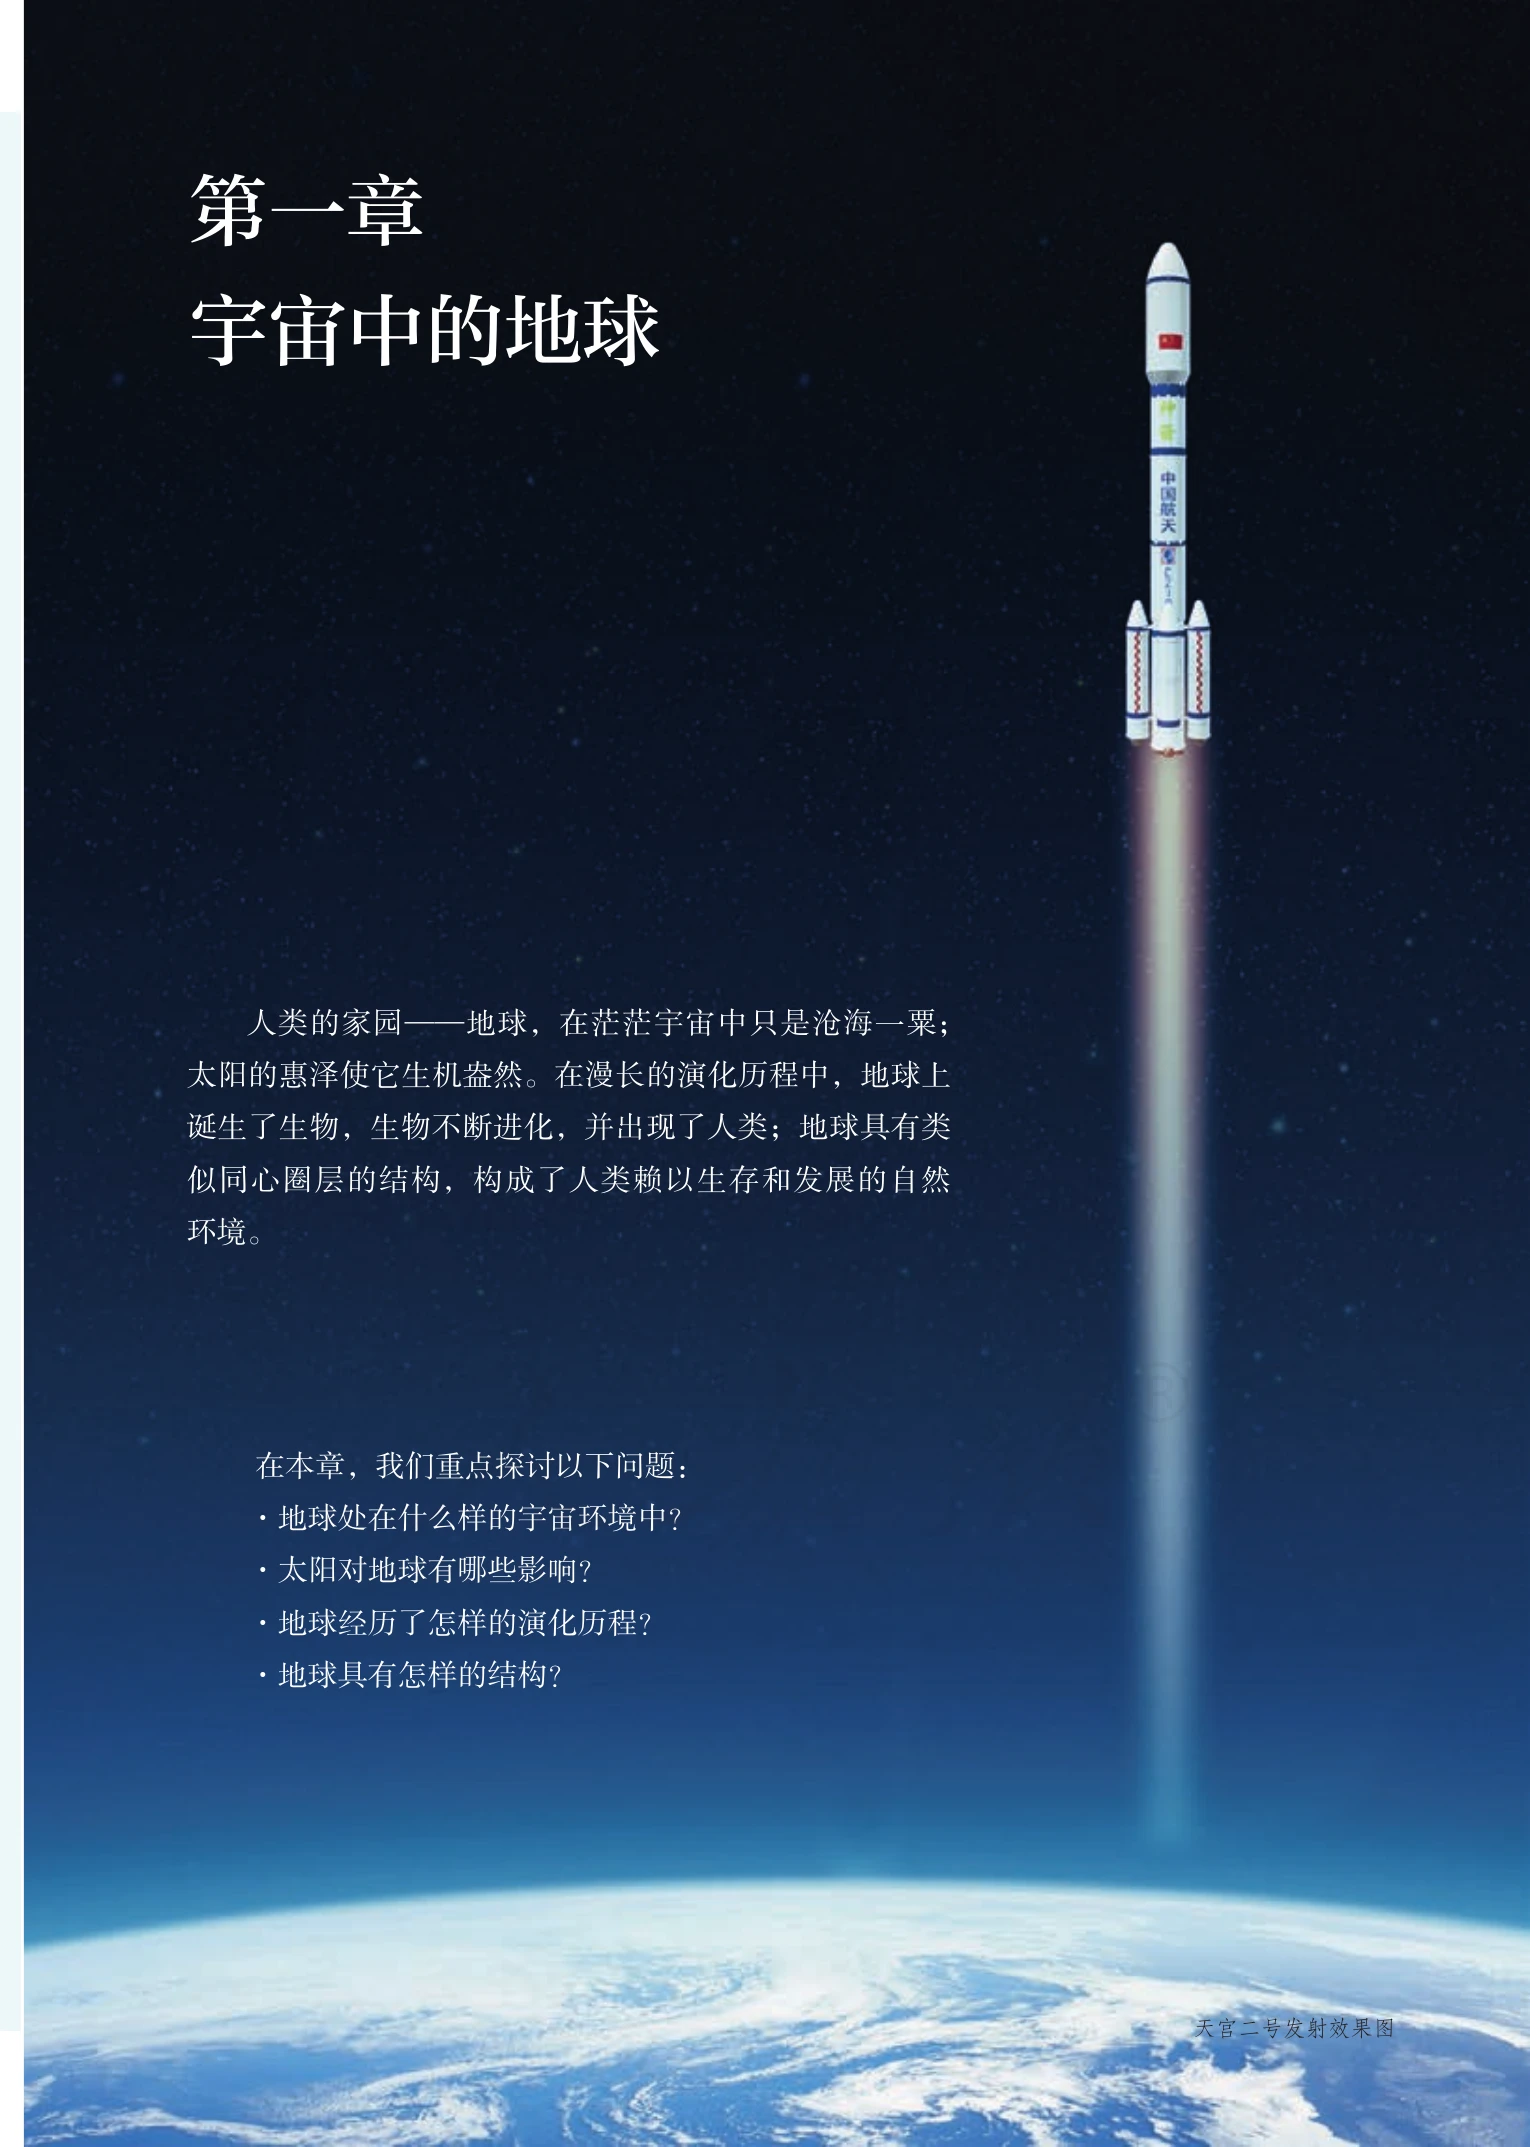 第一章
宇宙中的地球
神箭
中国航天
人类的家园——地球，在茫茫宇宙中只是沧海一粟；
太阳的惠泽使它生机盎然。在漫长的演化历程中，地球上
诞生了生物，生物不断进化，并出现了人类；地球具有类
似同心圈层的结构，构成了人类赖以生存和发展的自然
环境。
在本章，我们重点探讨以下问题：
·地球处在什么样的宇宙环境中？
·太阳对地球有哪些影响？
·地球经历了怎样的演化历程？
·地球具有怎样的结构？
天宫二号发射效果图